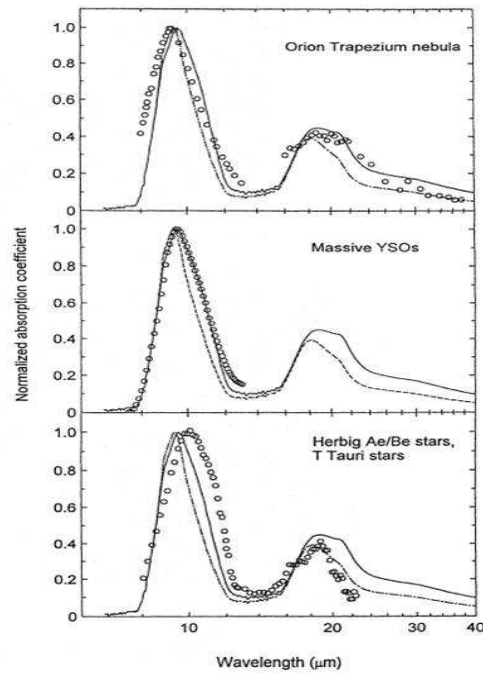 1.0
Orion Trapezium nebula
0.8
0.6
0.4
0.2
0
1.0
Massive YSOs
0.8
0.6
0.4
0.2
0
1.0
Herbig Ae/Be stars,
T Tauri stars
0.8
0.6
0.4
0.2
0
10 20 30 40
Wavelength (μm)
Normalized absorption coefficient